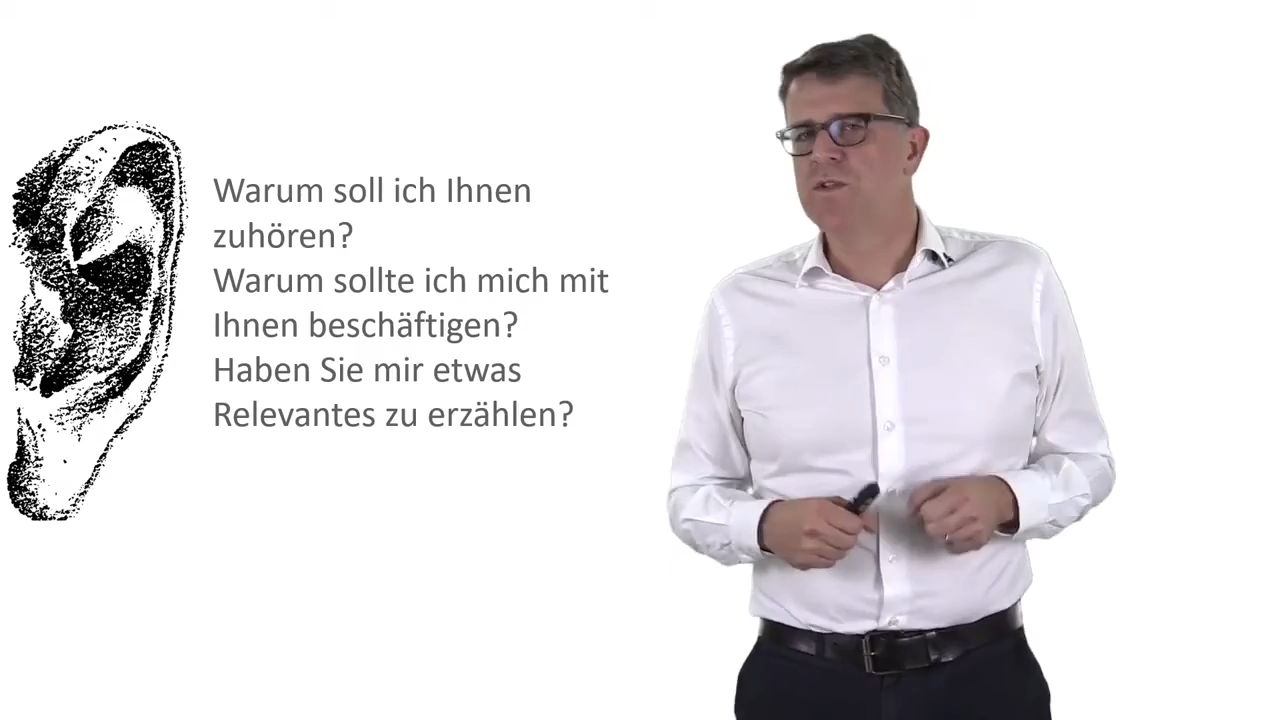 Warum soll ich Ihnen
zuhören?
Warum sollte ich mich mit
Ihnen beschäftigen?
Haben Sie mir etwas
Relevantes zu erzählen?